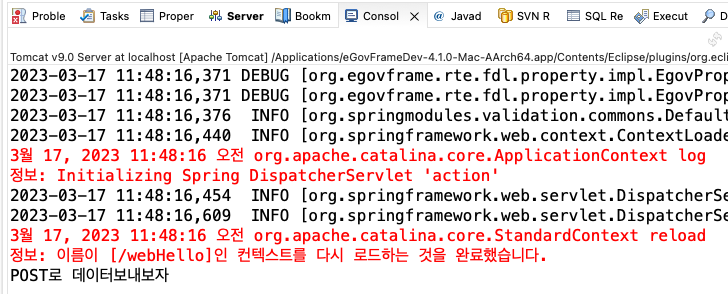 Proble Tasks Proper Server Bookm Consol @ Javad SVN R SQL Re Execut Progre
Tomcat v9.0 Server at localhost [Apache Tomcat] /Applications/eGovFrameDev-4.1.0-Mac-AArch64.app/Contents/Eclipse/plugins/org.ecli
2023-03-17 11:48:16,371 DEBUG [org.egovframe.rte.fdl.property.impl.EgovProp
2023-03-17 11:48:16,371 DEBUG [org.egovframe.rte.fdl.property.impl.EgovProp
2023-03-17 11:48:16,376 INFO [org.springmodules.validation.commons.Default
2023-03-17 11:48:16,440 INFO [org.springframework.web.context.ContextLoade
3월 17, 2023 11:48:16 오전 org.apache.catalina.core.ApplicationContext log
정보: Initializing Spring DispatcherServlet 'action'
2023-03-17 11:48:16,454 INFO [org.springframework.web.servlet.DispatcherSe
2023-03-17 11:48:16,609 INFO [org.springframework.web.servlet.DispatcherSe
3월 17, 2023 11:48:16 오전 org.apache.catalina.core.StandardContext reload
정보: 이름이 [/webHello]인 컨텍스트를 다시 로드하는 것을 완료했습니다.
POST로 데이터보내보자